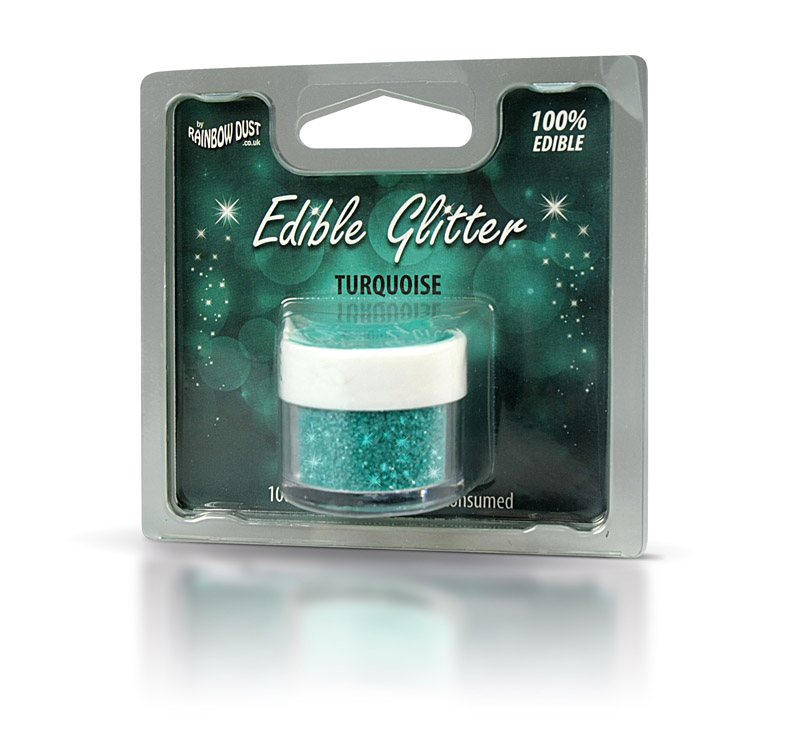 by
RAINBOW DUST
.co.uk
100%
EDIBLE
Edible Glitter
TURQUOISE
consumed